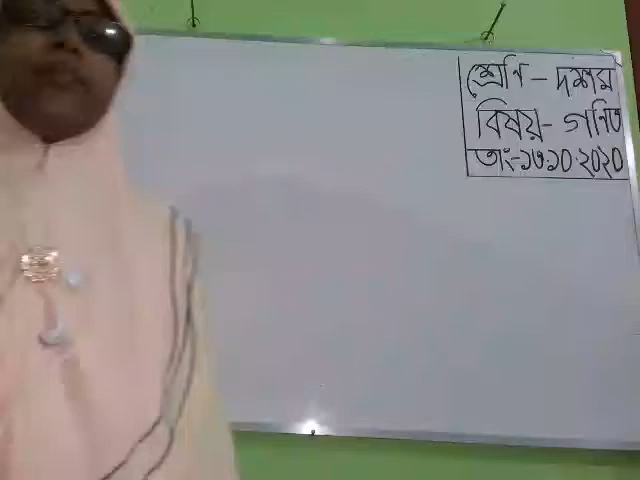 শ্রেণি - দশম
বিষয় - গণিত
তাং-১৩.১০.২০২০